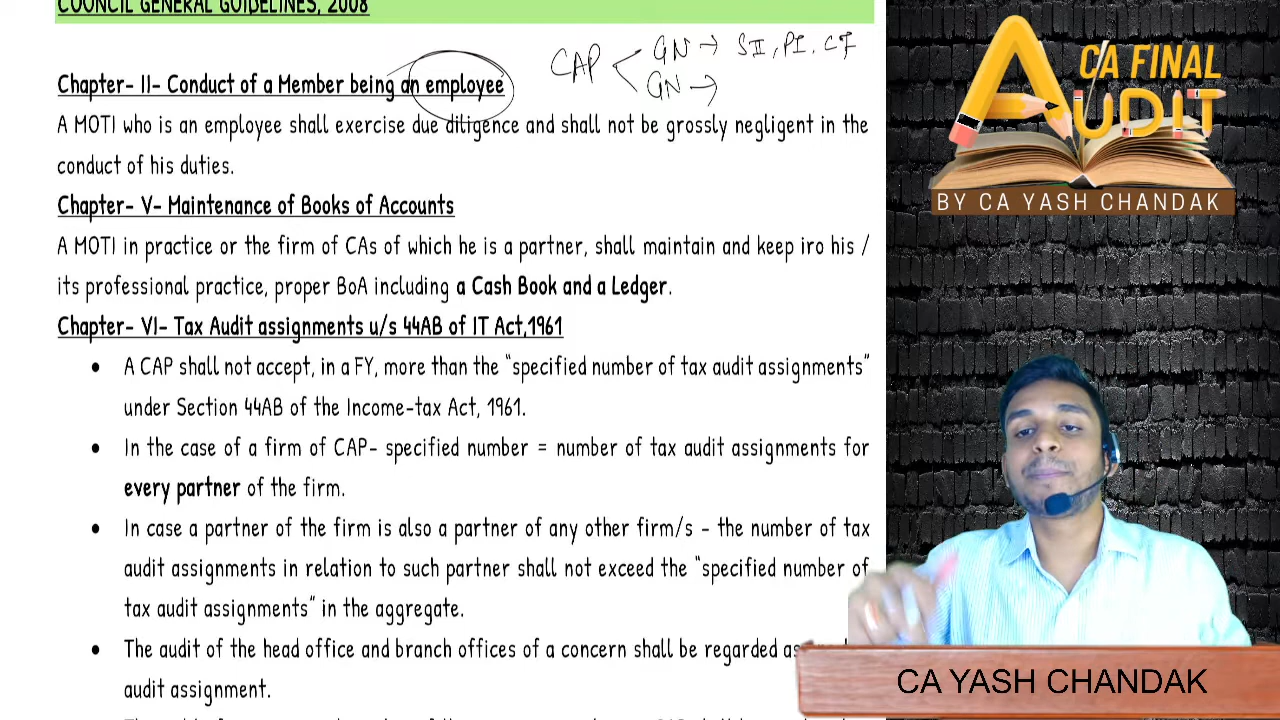 COUNCIL GENERAL GUIDELINES, 2008
CAP
GN → SII, PI, CI
GN →
Chapter- II- Conduct of a Member being an employee
A MOTI who is an employee shall exercise due diligence and shall not be grossly negligent in the
conduct of his duties.
Chapter- V- Maintenance of Books of Accounts
A MOTI in practice or the firm of CAs of which he is a partner, shall maintain and keep iro his /
its professional practice, proper BoA including a Cash Book and a Ledger.
Chapter- VI- Tax Audit assignments u/s 44AB of IT Act,1961
• A CAP shall not accept, in a FY, more than the “specified number of tax audit assignments”
under Section 44AB of the Income-tax Act, 1961.
• In the case of a firm of CAP- specified number = number of tax audit assignments for
every partner of the firm.
• In case a partner of the firm is also a partner of any other firm/s - the number of tax
audit assignments in relation to such partner shall not exceed the “specified number of
tax audit assignments” in the aggregate.
• The audit of the head office and branch offices of a concern shall be regarded as
audit assignment.
CA FINAL
AUDIT
BY CA YASH CHANDAK
CA YASH CHANDAK